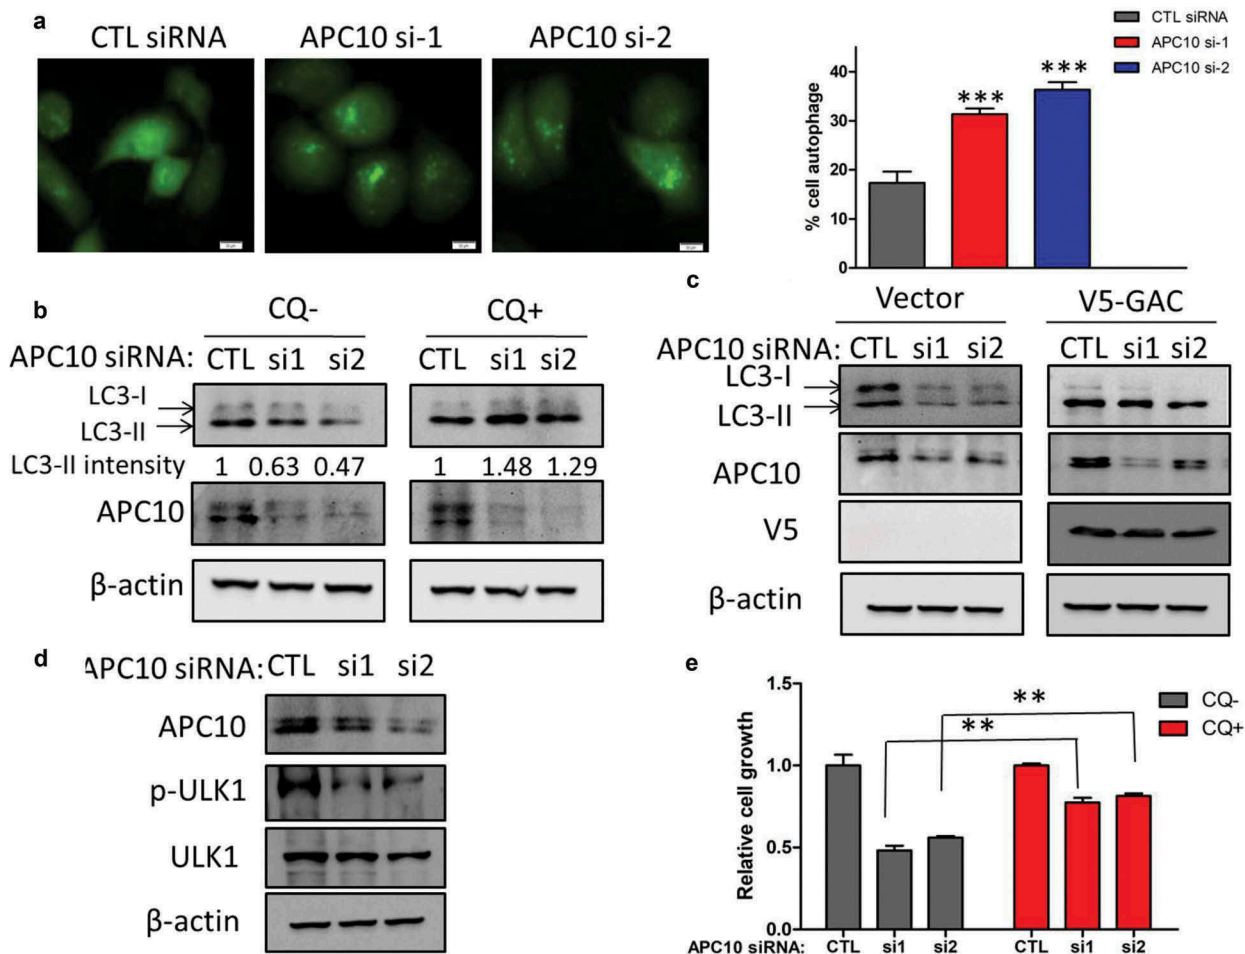 a
CTL siRNA APC10 si-1 APC10 si-2
CTL siRNA
APC10 si-1
APC10 si-2
% cell autophage
40
30
20
10
0
***
***
b
CQ- CQ+
APC10 siRNA: CTL si1 si2 CTL si1 si2
LC3-I
LC3-II
LC3-II intensity 1 0.63 0.47 1 1.48 1.29
APC10
β-actin
c
Vector V5-GAC
APC10 siRNA: CTL si1 si2 CTL si1 si2
LC3-I
LC3-II
APC10
V5
β-actin
d
APC10 siRNA: CTL si1 si2
APC10
p-ULK1
ULK1
β-actin
e
CQ-
CQ+
Relative cell growth
1.5
1.0
0.5
0.0
**
**
APC10 siRNA: CTL si1 si2 CTL si1 si2